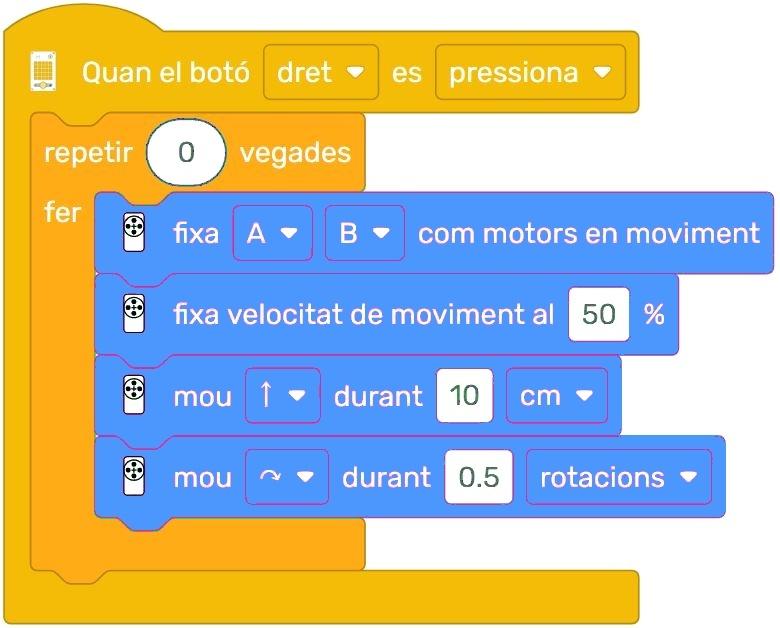 Quan el botó dret es pressiona
repetir 0 vegades
fer
fixa A B com motors en moviment
fixa velocitat de moviment al 50 %
mou ↑ durant 10 cm
mou ↷ durant 0.5 rotacions